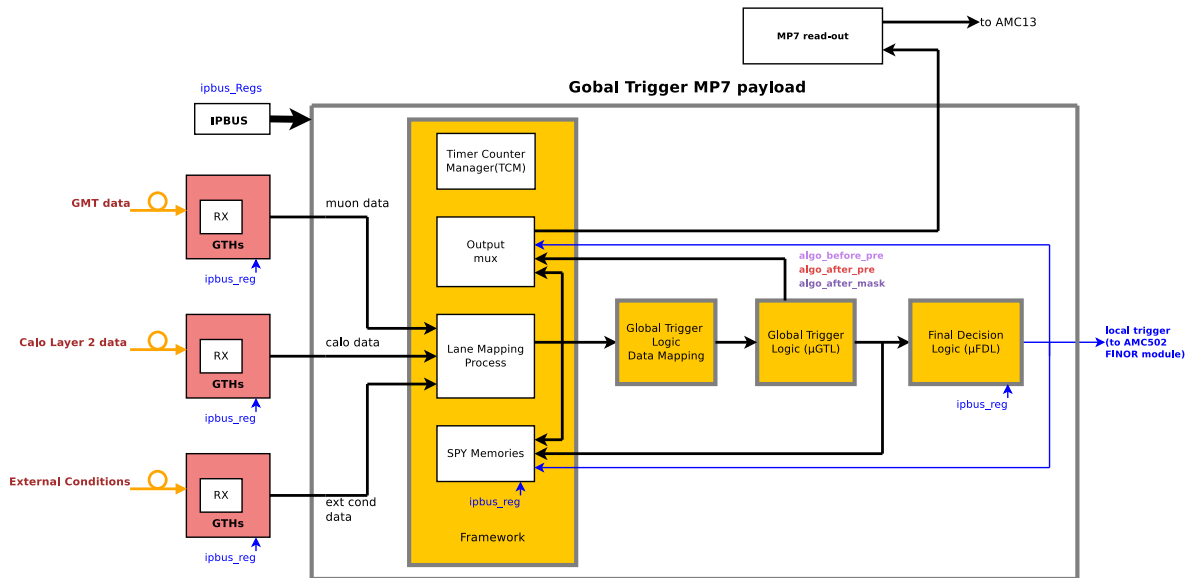 MP7 read-out
to AMC13
Gobal Trigger MP7 payload
ipbus_Regs
IPBUS
Timer Counter
Manager(TCM)
GMT data
RX
GTHs
ipbus_reg
muon data
Output
mux
algo_before_pre
algo_after_pre
algo_after_mask
Calo Layer 2 data
RX
GTHs
ipbus_reg
calo data
Lane Mapping
Process
Global Trigger
Logic
Data Mapping
Global Trigger
Logic (µGTL)
Final Decision
Logic (µFDL)
ipbus_reg
local trigger
(to AMC502
FINOR module)
External Conditions
RX
GTHs
ipbus_reg
ext cond
data
SPY Memories
ipbus_reg
Framework